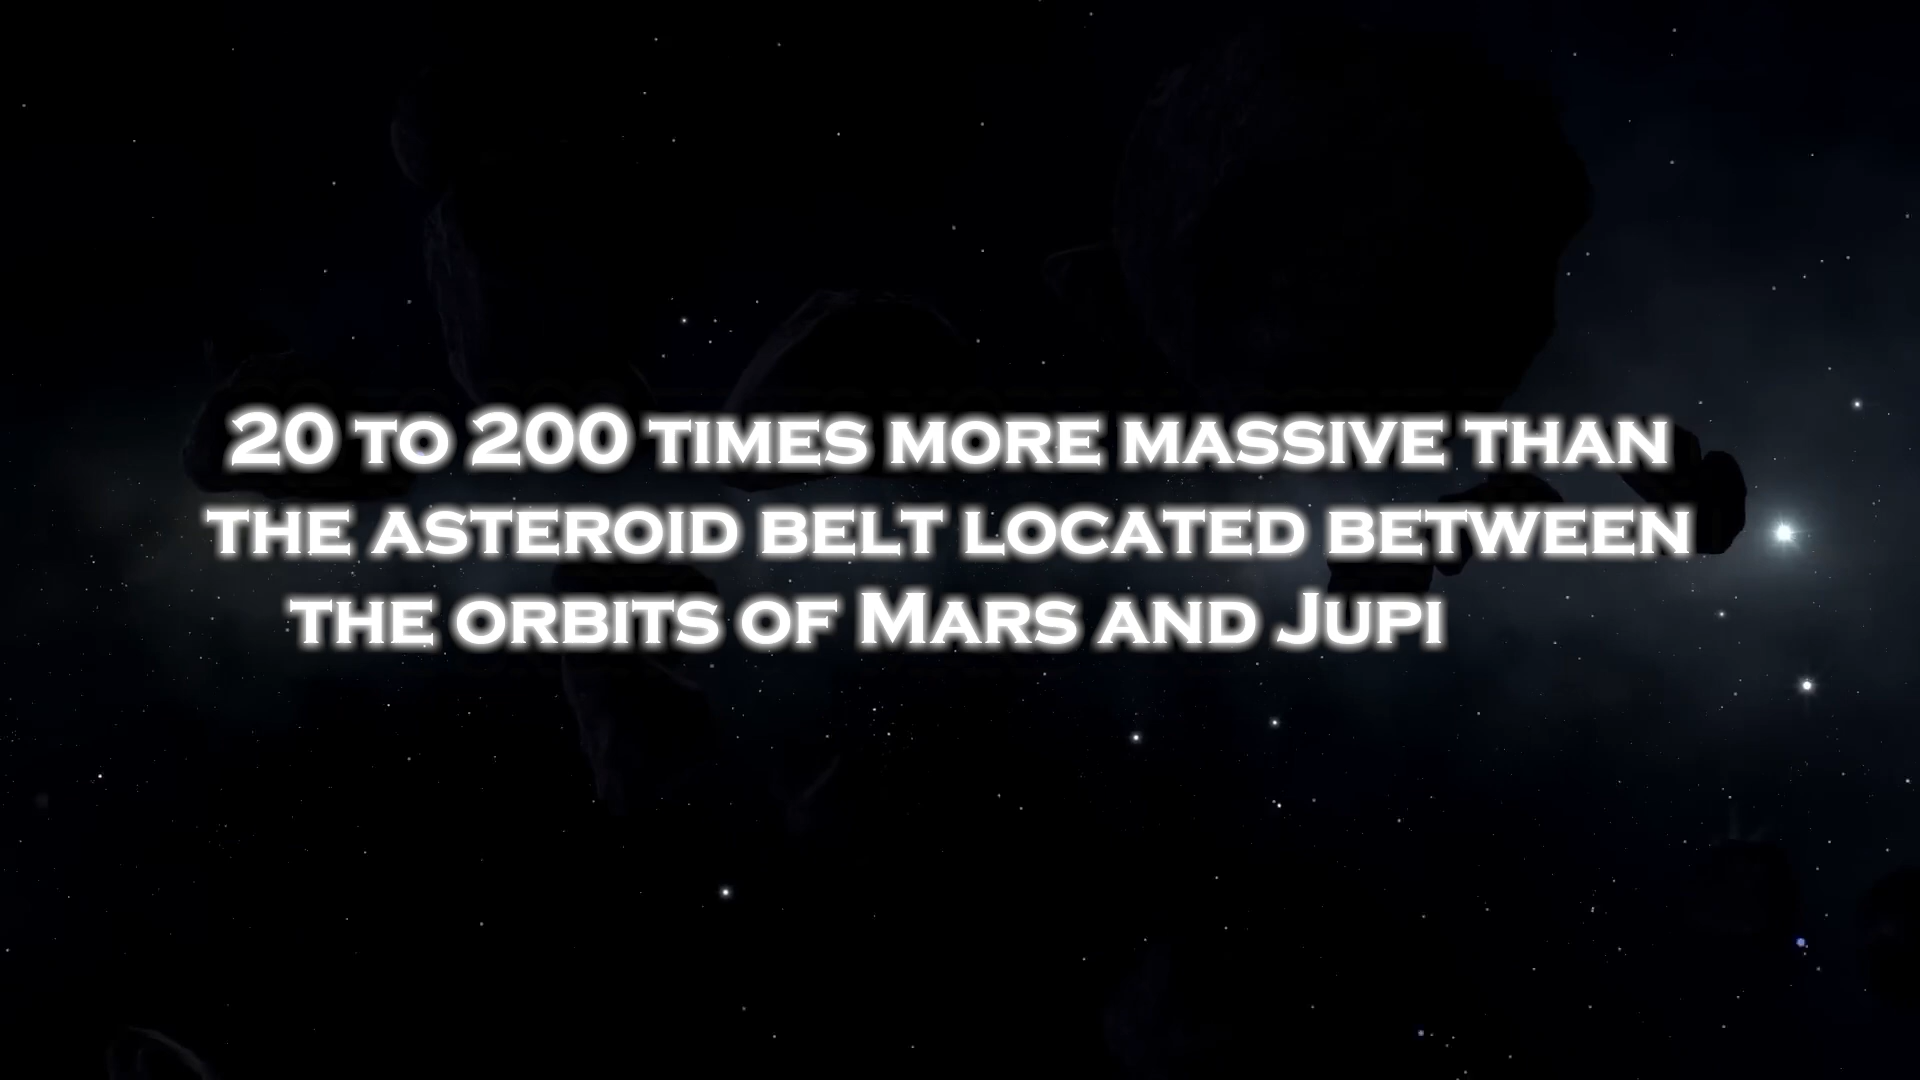 20 to 200 times more massive than
the asteroid belt located between
the orbits of Mars and Jupi